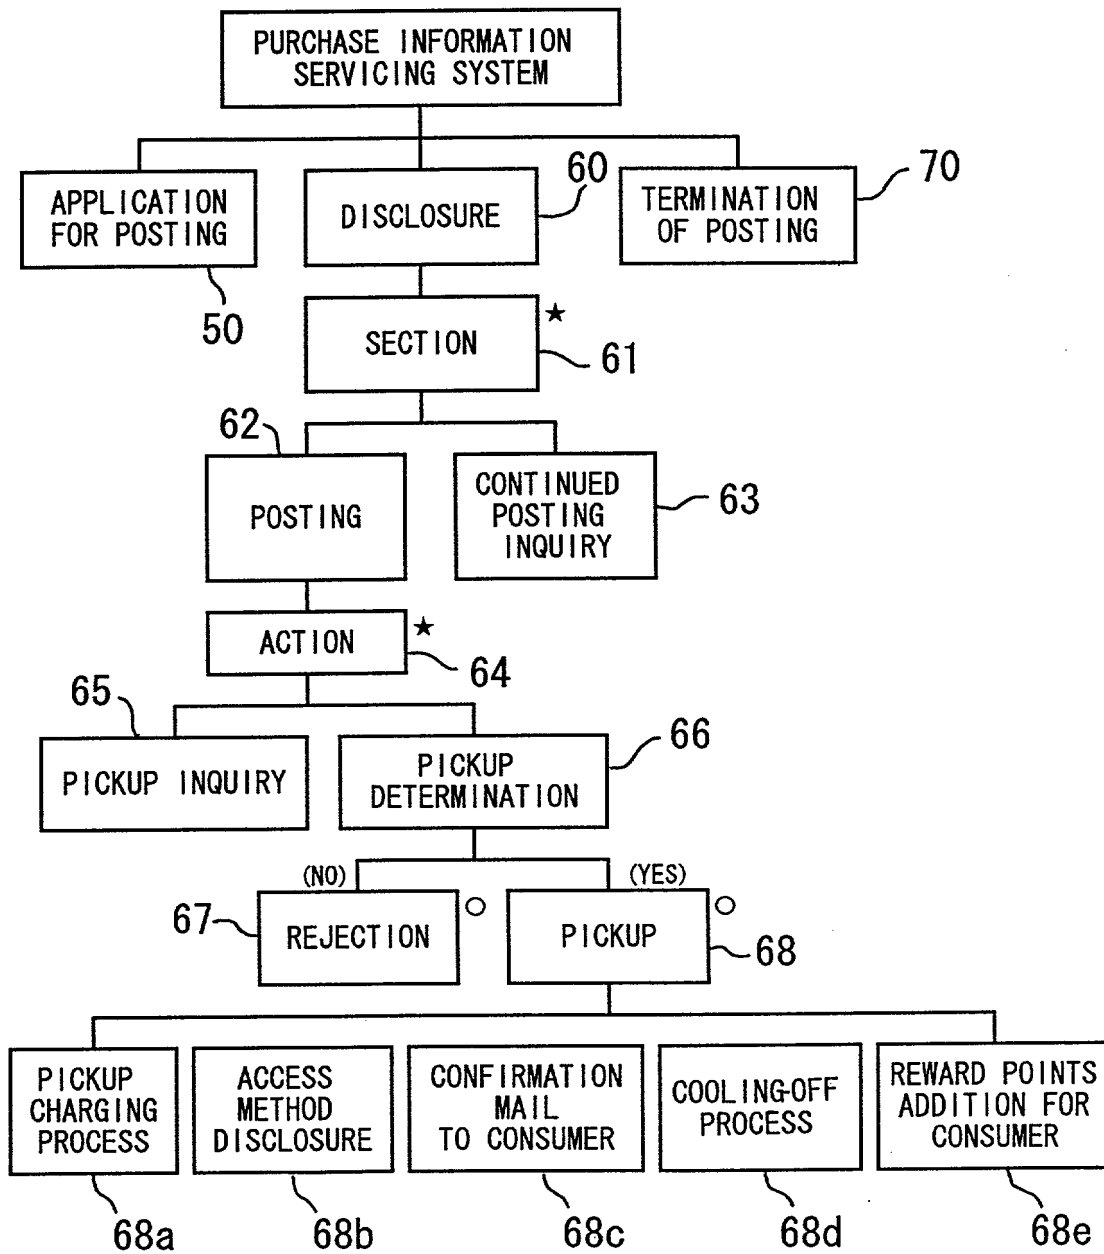 PURCHASE INFORMATION
SERVICING SYSTEM
APPLICATION
FOR POSTING
50
DISCLOSURE
60
TERMINATION
OF POSTING
70
SECTION
★
61
62
POSTING
CONTINUED
POSTING
INQUIRY
63
ACTION
★
64
65
PICKUP INQUIRY
PICKUP
DETERMINATION
66
(NO)
(YES)
67
REJECTION
○
PICKUP
○
68
PICKUP
CHARGING
PROCESS
68a
ACCESS
METHOD
DISCLOSURE
68b
CONFIRMATION
MAIL
TO CONSUMER
68c
COOLING-OFF
PROCESS
68d
REWARD POINTS
ADDITION FOR
CONSUMER
68e